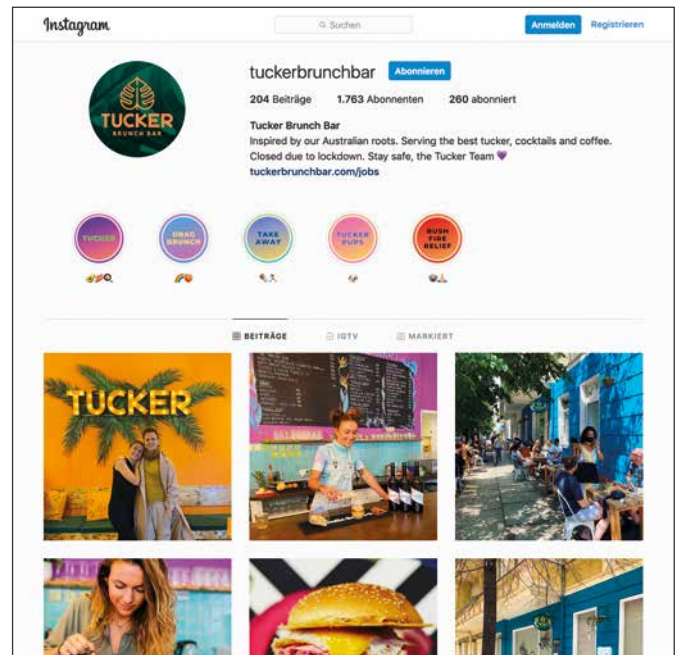 Instagram
Suchen
Anmelden
Registrieren
tuckerbrunchbar
Abonnieren
204 Beiträge 1.763 Abonnenten 260 abonniert
Tucker Brunch Bar
Inspired by our Australian roots. Serving the best tucker, cocktails and coffee.
Closed due to lockdown. Stay safe, the Tucker Team 💜
tuckerbrunchbar.com/jobs
TUCKER
BRUNCH BAR
TUCKER
DRAG
BRUNCH
TAKE
AWAY
TUCKER
PUPS
BUSH
FIRE
RELIEF
BEITRÄGE
IGTV
MARKIERT
TUCKER